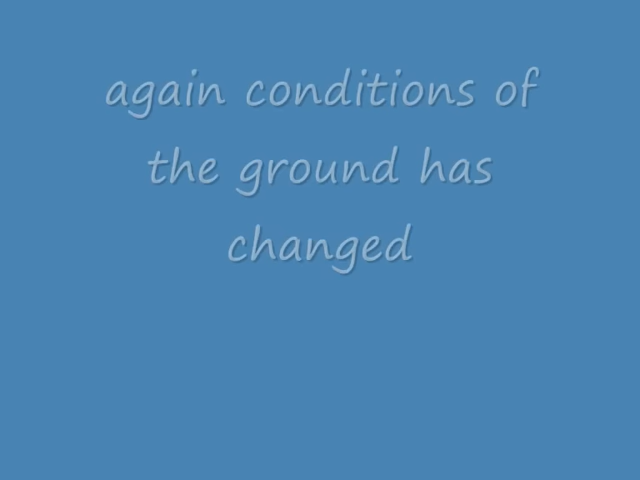 again conditions of
the ground has
changed